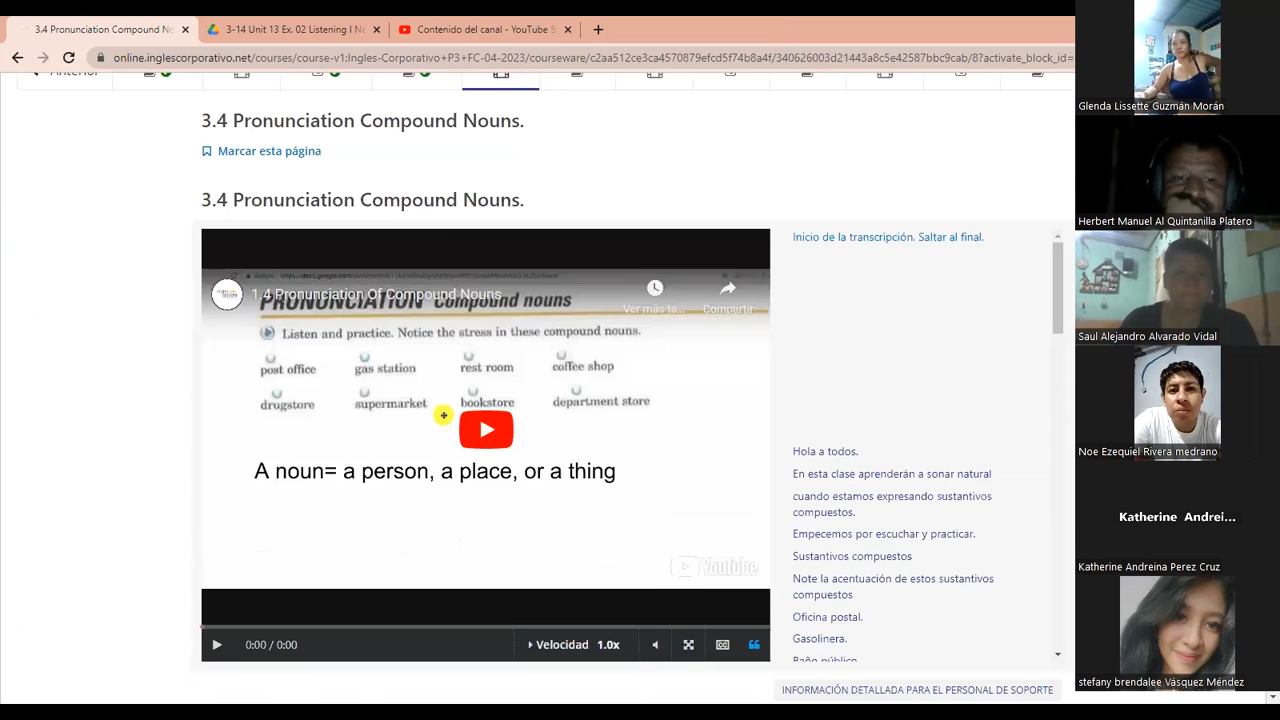 3.4 Pronunciation Compound No
3-14 Unit 13 Ex. 02 Listening I Ne
Contenido del canal - YouTube S
online.inglescorporativo.net/courses/course-v1:Ingles-Corporativo+E+FC-04-2023/courseware/c2aa512ce3ca4570879efcd5f74b8a4f/340626003d21443a8c5e42587bbc9cab/8?activate_block_id=
Anterior
3.4 Pronunciation Compound Nouns.
Marcar esta página
3.4 Pronunciation Compound Nouns.
1.4 Pronunciation Of Compound Nouns
Ver más ta...
Compartir
PRONUNCIATION Compound nouns
Listen and practice. Notice the stress in these compound nouns.
post office gas station rest room coffee shop
drugstore supermarket bookstore department store
A noun= a person, a place, or a thing
YouTube
0:00 / 0:00
Velocidad 1.0x
Inicio de la transcripción. Saltar al final.
Hola a todos.
En esta clase aprenderán a sonar natural
cuando estamos expresando sustantivos
compuestos.
Empecemos por escuchar y practicar.
Sustantivos compuestos
Note la acentuación de estos sustantivos
compuestos
Oficina postal.
Gasolinera.
Baño público.
INFORMACIÓN DETALLADA PARA EL PERSONAL DE SOPORTE
Glenda Lissette Guzmán Morán
Herbert Manuel Al Quintanilla Platero
Saul Alejandro Alvarado Vidal
Noe Ezequiel Rivera medrano
Katherine Andrei...
Katherine Andreina Perez Cruz
stefany brendalee Vásquez Méndez